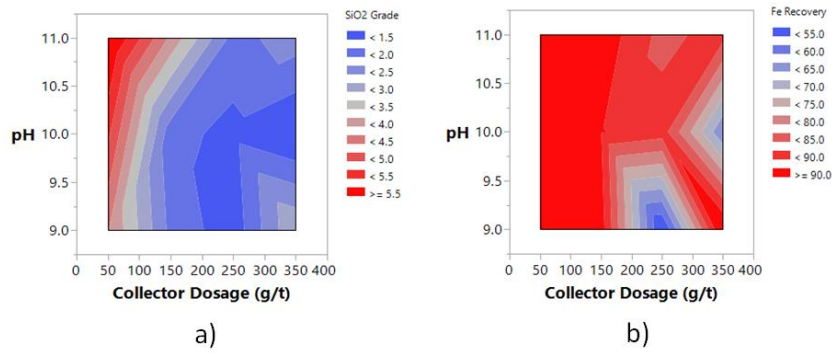 SiO2 Grade
11.0
10.5
pH 10.0
9.5
9.0
0 50 100 150 200 250 300 350 400
Collector Dosage (g/t)
< 1.5
< 2.0
< 2.5
< 3.0
< 3.5
< 4.0
< 4.5
< 5.0
< 5.5
>= 5.5
a)
Fe Recovery
11.0
10.5
pH 10.0
9.5
9.0
0 50 100 150 200 250 300 350 400
Collector Dosage (g/t)
< 55.0
< 60.0
< 65.0
< 70.0
< 75.0
< 80.0
< 85.0
< 90.0
>= 90.0
b)